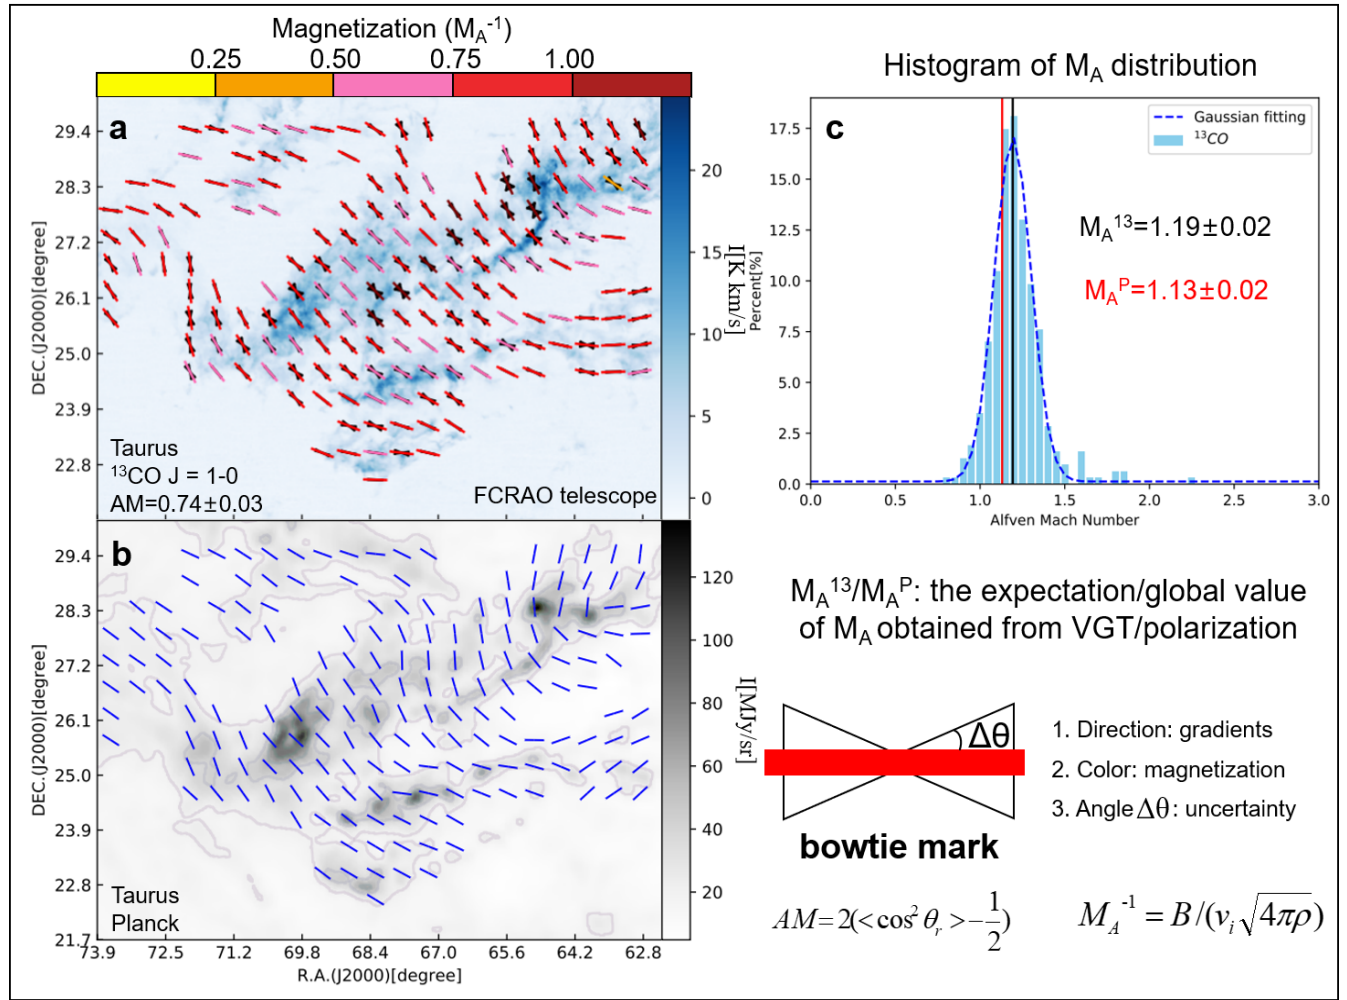 Magnetization (M_A^-1)
0.25 0.50 0.75 1.00
a
29.4
28.3
27.2
26.1
25.0
23.9
22.8
DEC.(J2000)[degree]
Taurus
¹³CO J = 1-0
AM=0.74±0.03
FCRAO telescope
20
15
10
5
0
I[K km/s]
b
29.4
28.3
27.2
26.1
25.0
23.9
22.8
21.7
DEC.(J2000)[degree]
Taurus
Planck
73.9 72.5 71.2 69.8 68.4 67.0 65.6 64.2 62.8
R.A.(J2000)[degree]
120
100
80
60
40
20
I[MJy/sr]
Histogram of M_A distribution
c
Gaussian fitting
¹³CO
17.5
15.0
12.5
10.0
7.5
5.0
2.5
0.0
Percent[%]
M_A^13=1.19±0.02
M_A^P=1.13±0.02
0.0 0.5 1.0 1.5 2.0 2.5 3.0
Alfven Mach Number
M_A^13/M_A^P: the expectation/global value
of M_A obtained from VGT/polarization
Δθ
bowtie mark
1. Direction: gradients
2. Color: magnetization
3. Angle Δθ: uncertainty
AM=2(<cos²θ_r>−1/2)
M_A^-1 = B/(v_i√4πρ)